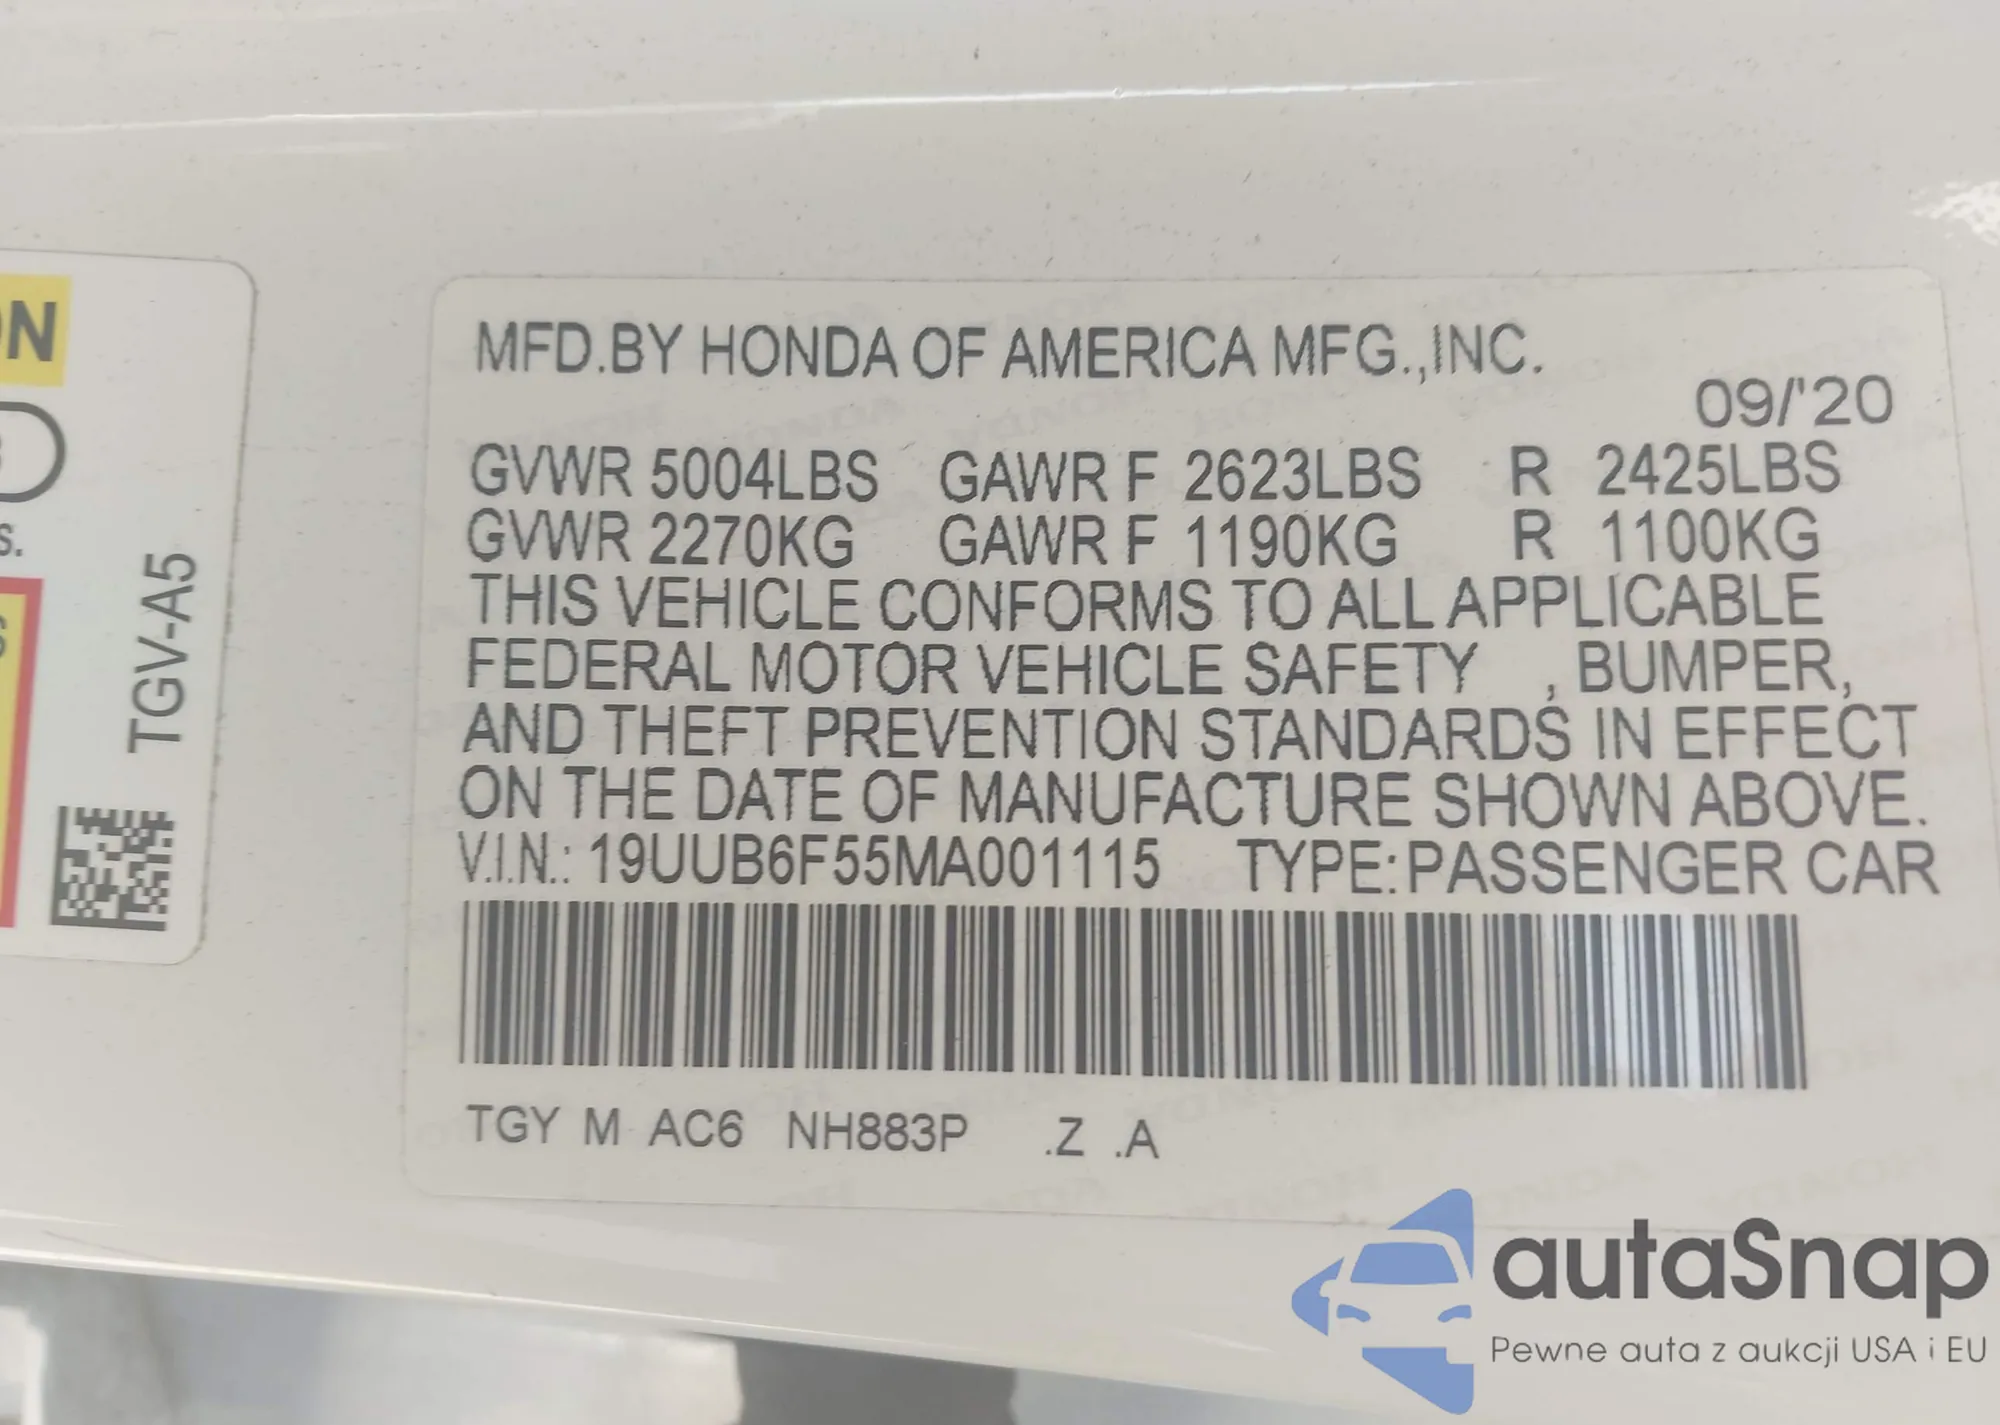 ON
S.
TGV-A5
MFD.BY HONDA OF AMERICA MFG.,INC.
09/'20
GVWR 5004LBS GAWR F 2623LBS R 2425LBS
GVWR 2270KG GAWR F 1190KG R 1100KG
THIS VEHICLE CONFORMS TO ALL APPLICABLE
FEDERAL MOTOR VEHICLE SAFETY , BUMPER,
AND THEFT PREVENTION STANDARDS IN EFFECT
ON THE DATE OF MANUFACTURE SHOWN ABOVE.
V.I.N.: 19UUB6F55MA001115 TYPE:PASSENGER CAR
TGY M AC6 NH883P .Z .A
autaSnap
Pewne auta z aukcji USA i EU